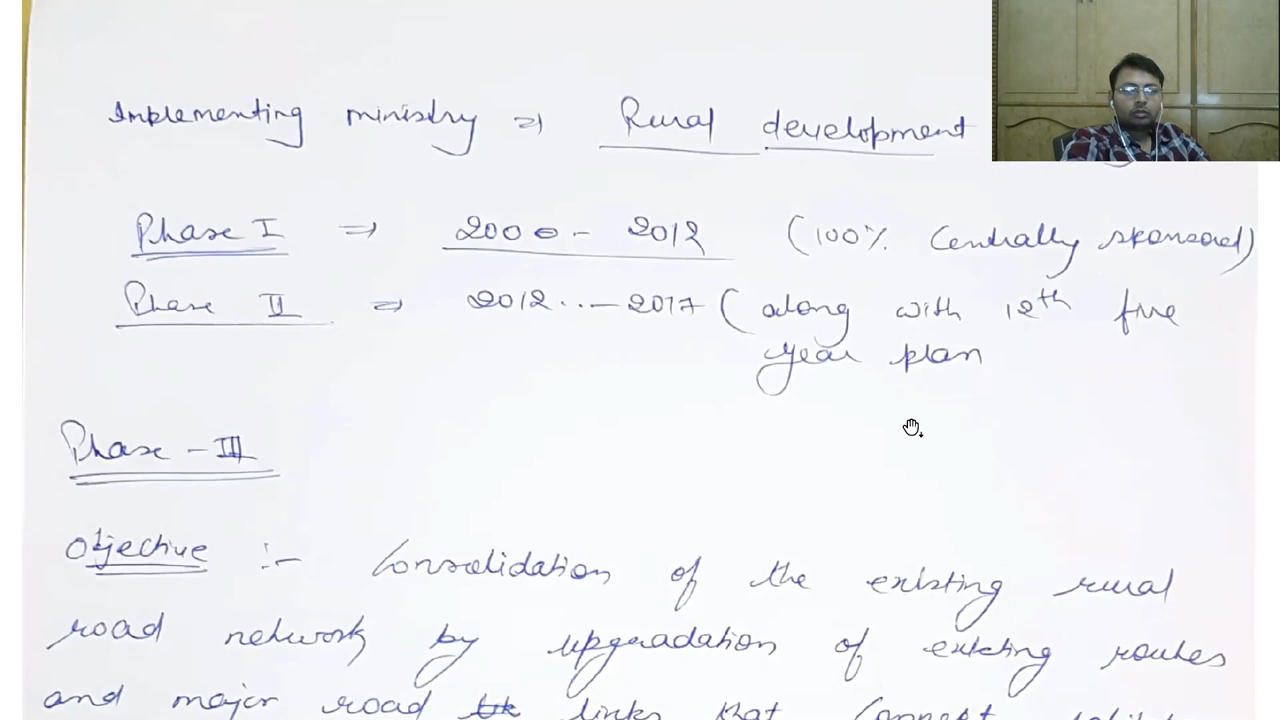 Implementing ministry ⇒ Rural development
Phase I ⇒ 2000 - 2012 (100% Centrally sponsored)
Phase II ⇒ 2012...—2017 (along with 12th five
year plan
Phase - III
Objective :- Consolidation of the existing rural
road network by upgradation of existing routes
and major road links that connect